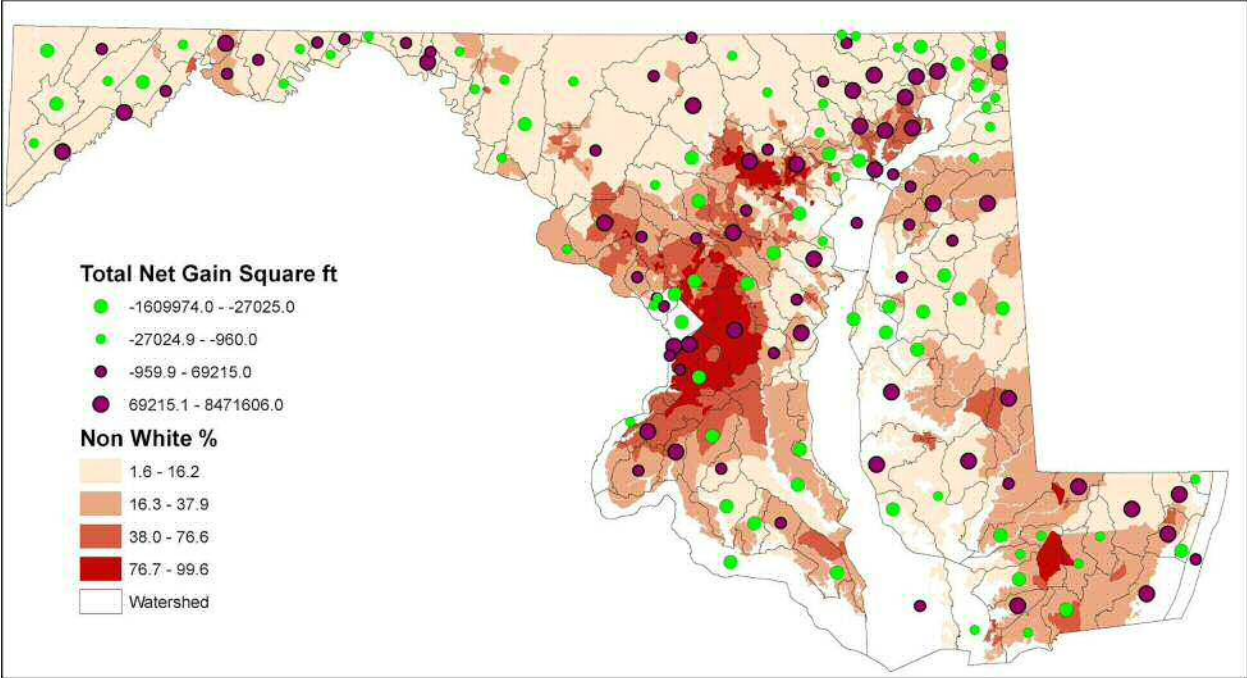 Total Net Gain Square ft
-1609974.0 - -27025.0
-27024.9 - -960.0
-959.9 - 69215.0
69215.1 - 8471606.0
Non White %
1.6 - 16.2
16.3 - 37.9
38.0 - 76.6
76.7 - 99.6
Watershed